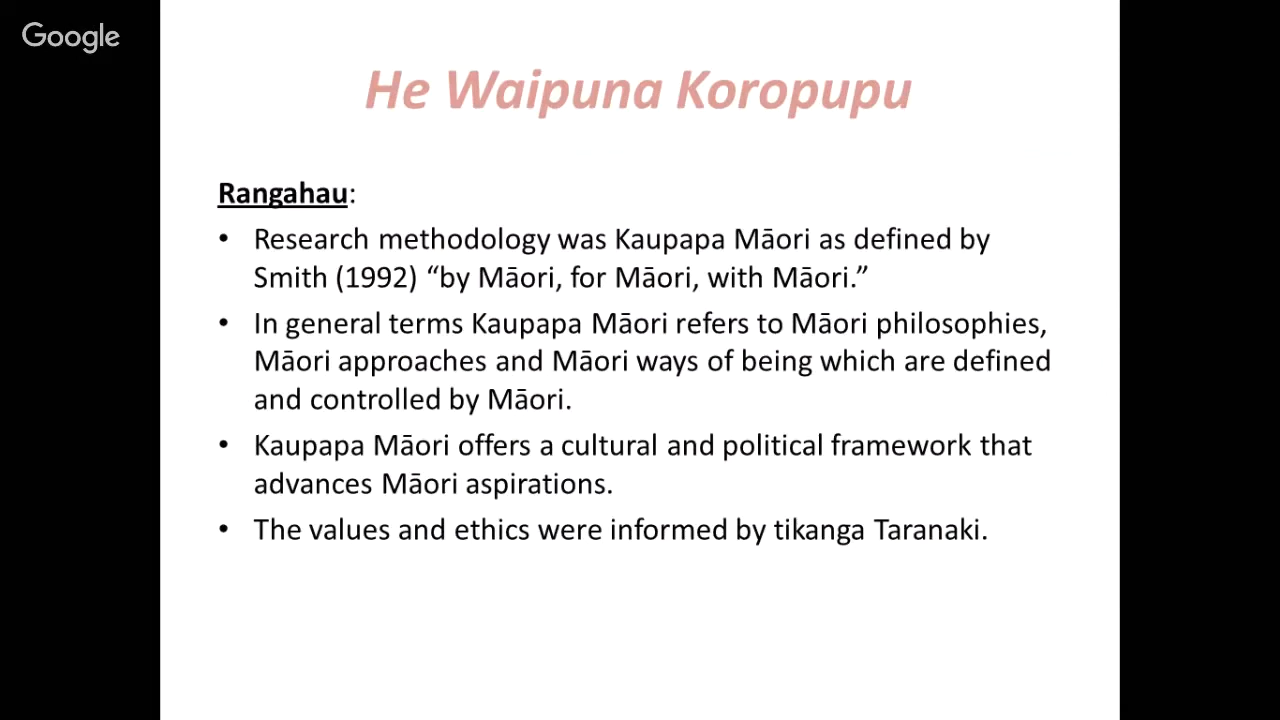 Google
He Waipuna Koropupu
Rangahau:
• Research methodology was Kaupapa Māori as defined by
Smith (1992) “by Māori, for Māori, with Māori.”
• In general terms Kaupapa Māori refers to Māori philosophies,
Māori approaches and Māori ways of being which are defined
and controlled by Māori.
• Kaupapa Māori offers a cultural and political framework that
advances Māori aspirations.
• The values and ethics were informed by tikanga Taranaki.